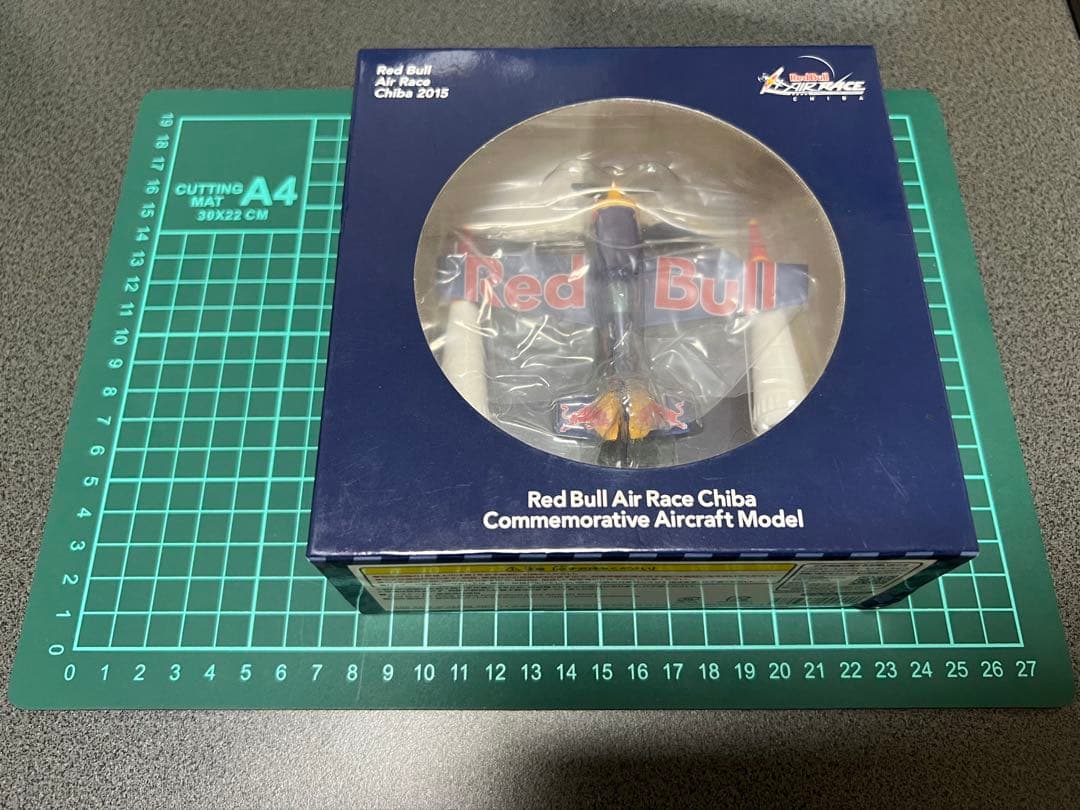 Red Bull
Air Race
Chiba 2015
Red Bull
AIR RACE
CHIBA
CUTTING
MAT
A4
30X22 CM
Red Bull
Red Bull Air Race Chiba
Commemorative Aircraft Model
19
18
17
16
15
14
13
12
11
10
9
8
7
6
5
4
3
2
1
0
0 1 2 3 4 5 6 7 8 9 10 11 12 13 14 15 16 17 18 19 20 21 22 23 24 25 26 27